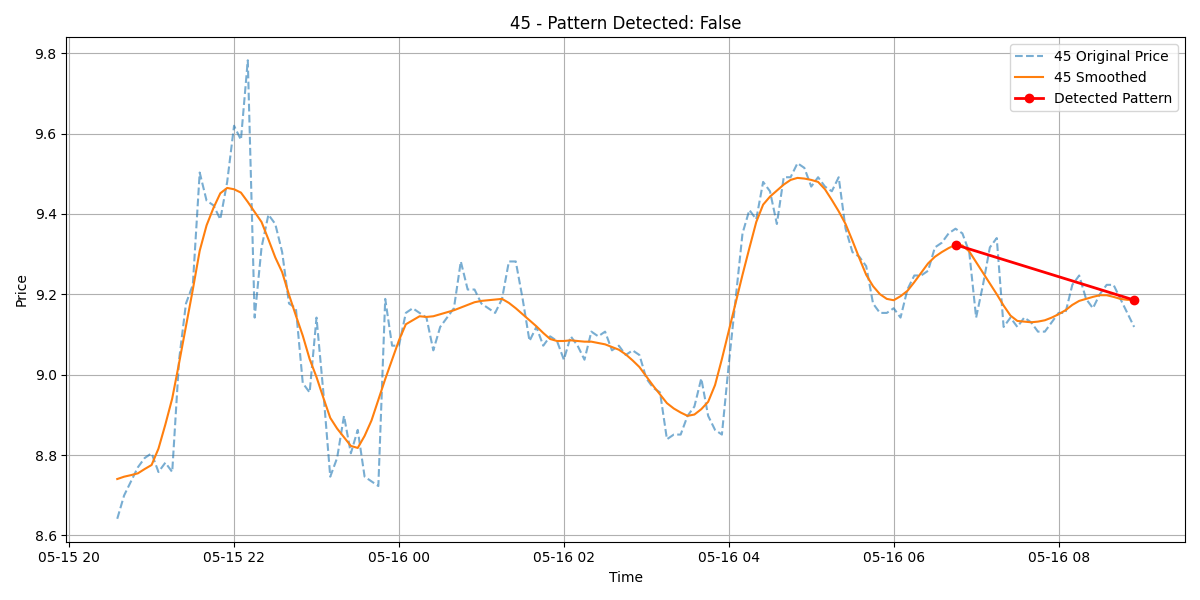 45 - Pattern Detected: False
45 Original Price
45 Smoothed
Detected Pattern
Price
9.8
9.6
9.4
9.2
9.0
8.8
8.6
05-15 20
05-15 22
05-16 00
05-16 02
05-16 04
05-16 06
05-16 08
Time